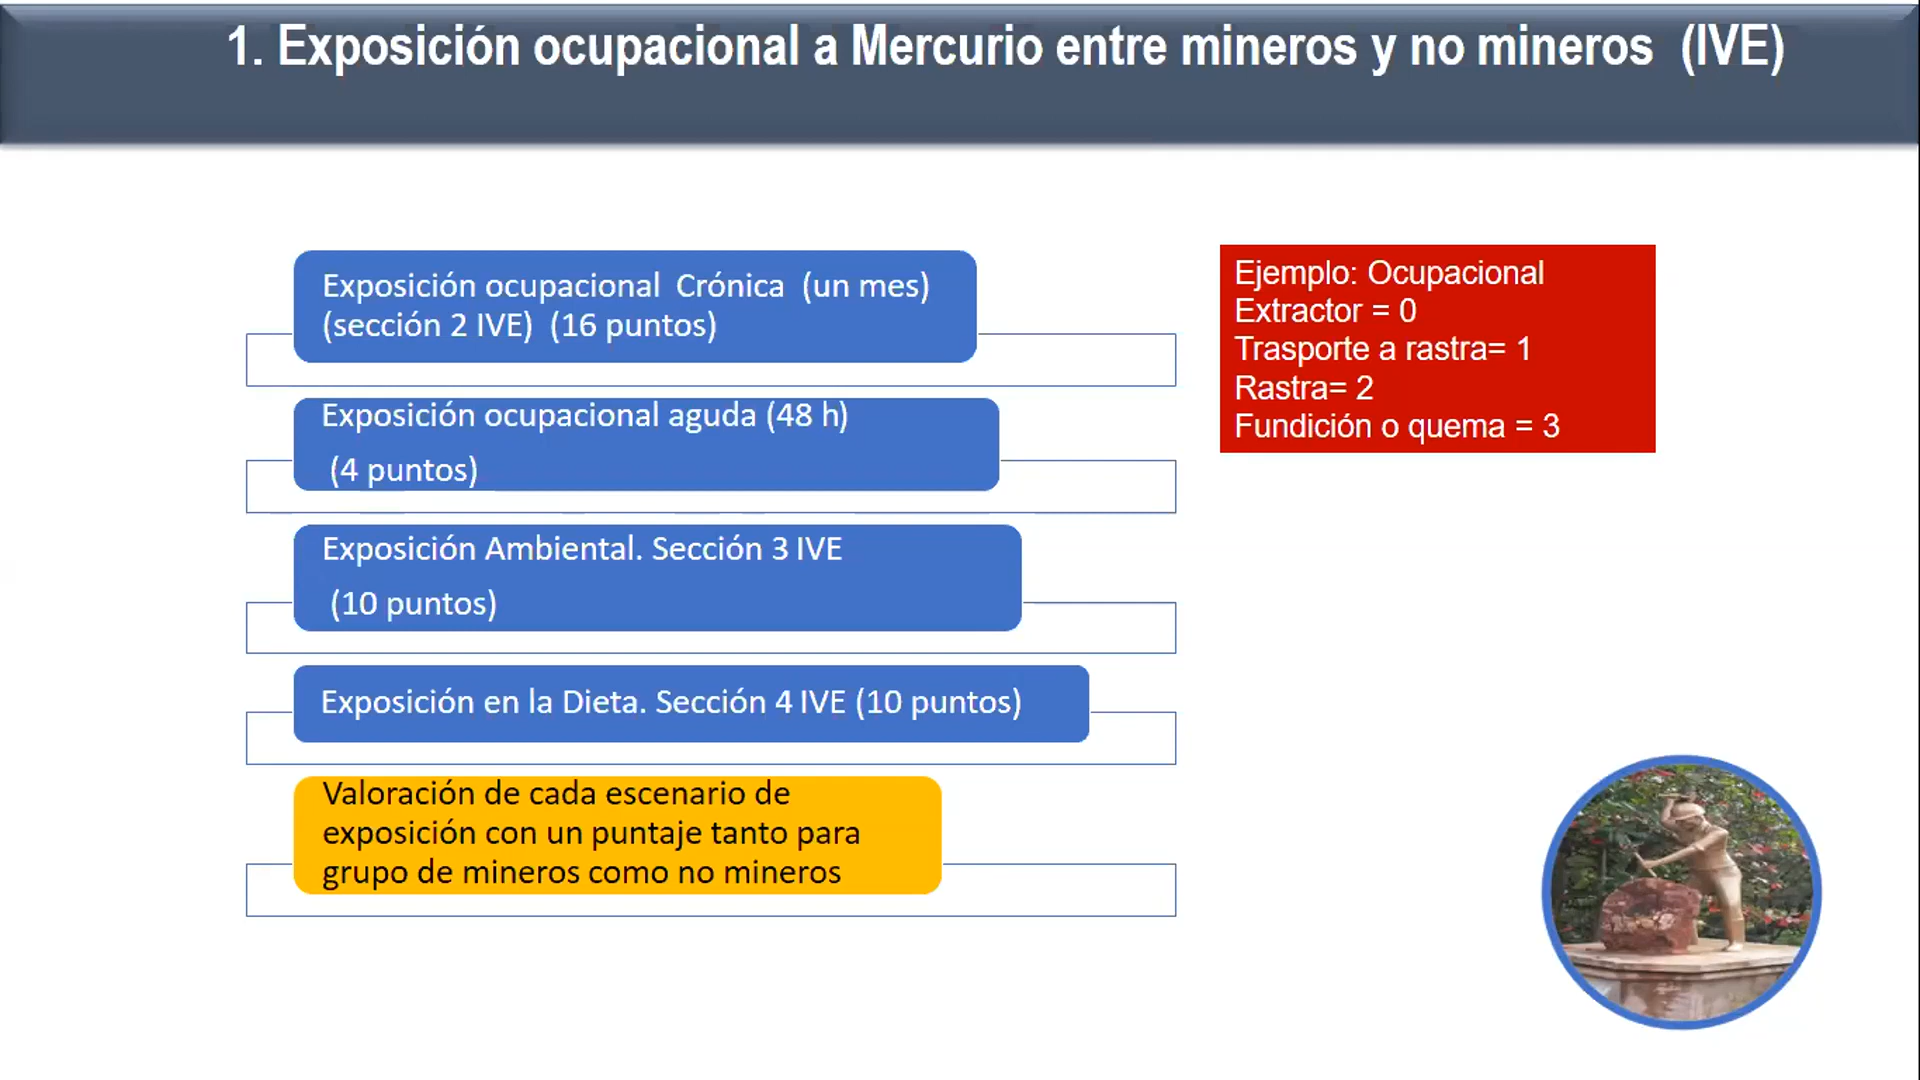 1. Exposición ocupacional a Mercurio entre mineros y no mineros (IVE)
Exposición ocupacional Crónica (un mes)
(sección 2 IVE) (16 puntos)
Exposición ocupacional aguda (48 h)
(4 puntos)
Exposición Ambiental. Sección 3 IVE
(10 puntos)
Exposición en la Dieta. Sección 4 IVE (10 puntos)
Valoración de cada escenario de
exposición con un puntaje tanto para
grupo de mineros como no mineros
Ejemplo: Ocupacional
Extractor = 0
Trasporte a rastra= 1
Rastra= 2
Fundición o quema = 3